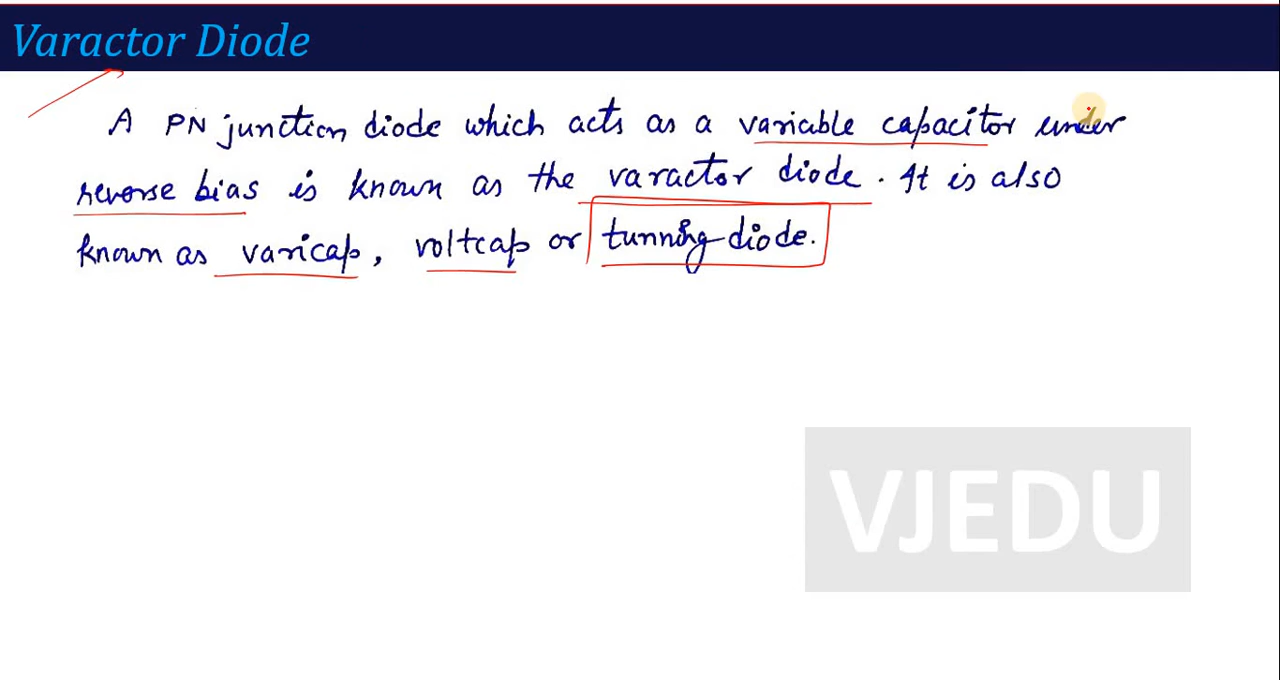 Varactor Diode
A PN junction diode which acts as a variable capacitor under
reverse bias is known as the varactor diode. It is also
known as varicap, voltcap or tunning diode.
VJEDU